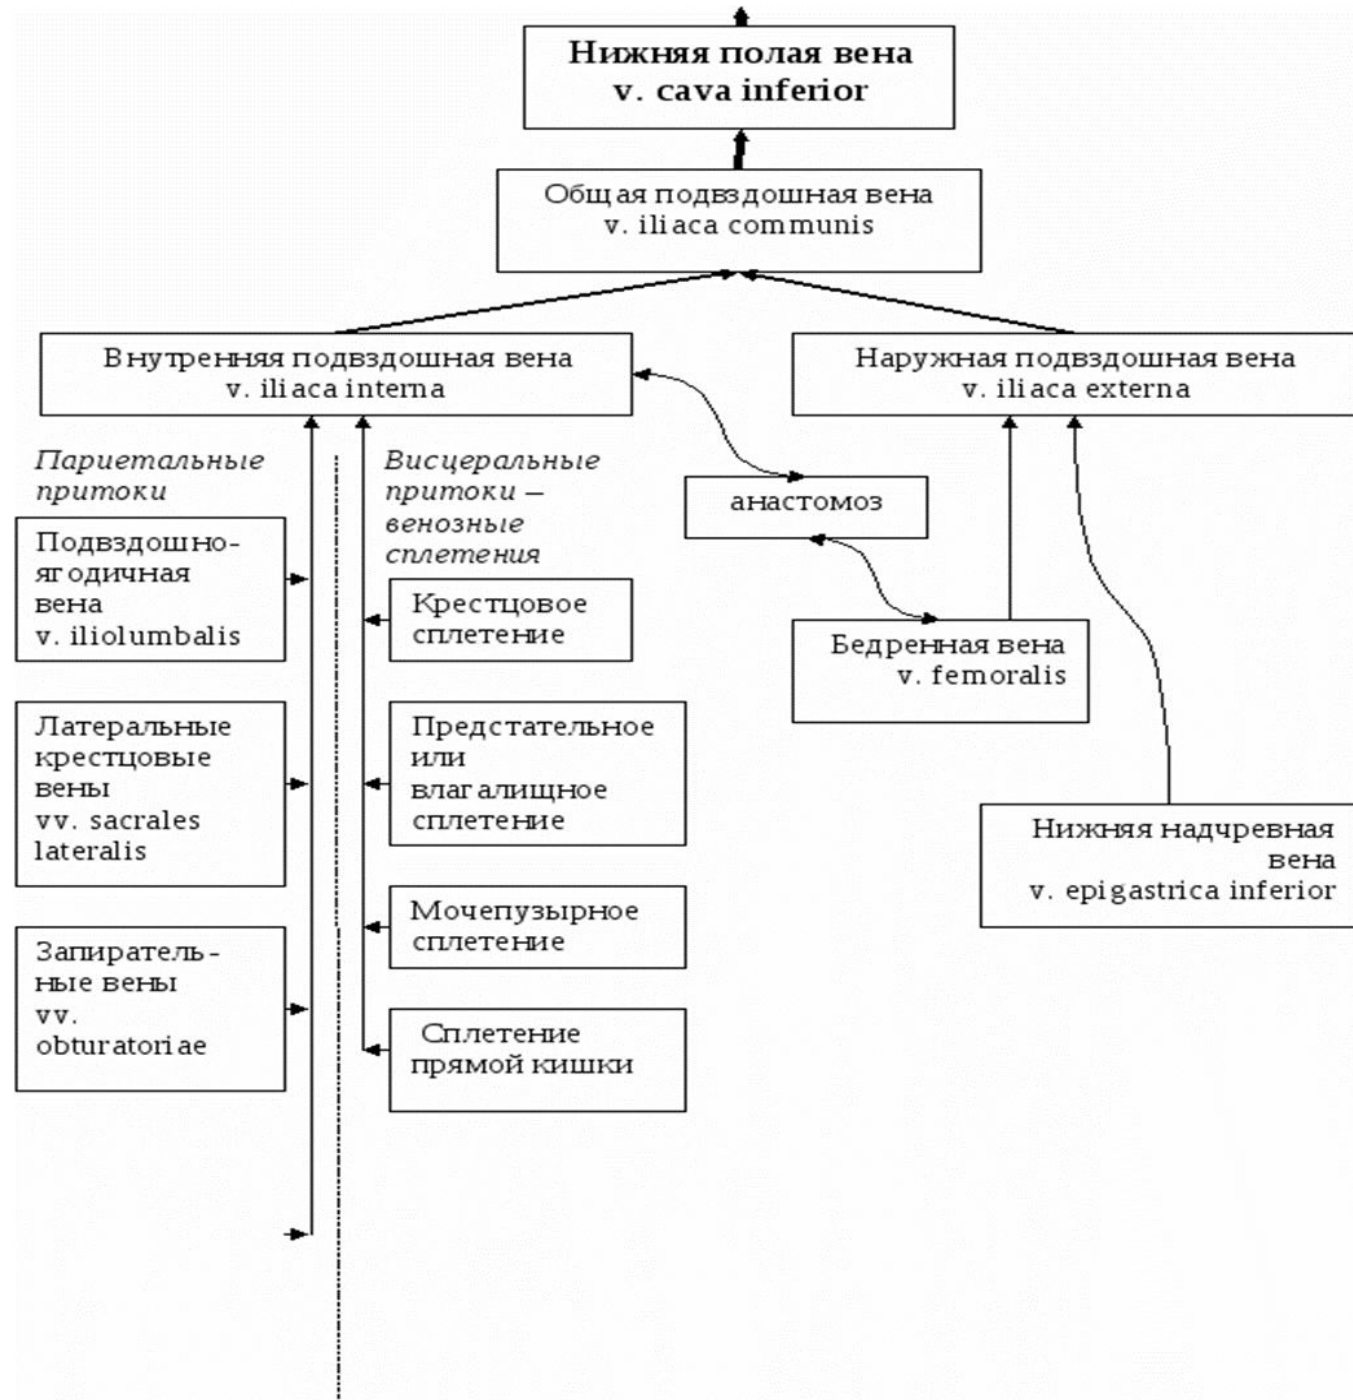 Нижняя полая вена
v. cava inferior
Общая подвздошная вена
v. iliaca communis
Внутренняя подвздошная вена
v. iliaca interna
Наружная подвздошная вена
v. iliaca externa
Париетальные
притоки
Висцеральные
притоки –
венозные
сплетения
анастомоз
Подвздошно-
ягодичная
вена
v. iliolumbalis
Крестцовое
сплетение
Бедренная вена
v. femoralis
Латеральные
крестцовые
вены
vv. sacrales
lateralis
Предстательное
или
влагалищное
сплетение
Нижняя надчревная
вена
v. epigastrica inferior
Мочепузырное
сплетение
Запиратель-
ные вены
vv.
obturatoriae
Сплетение
прямой кишки